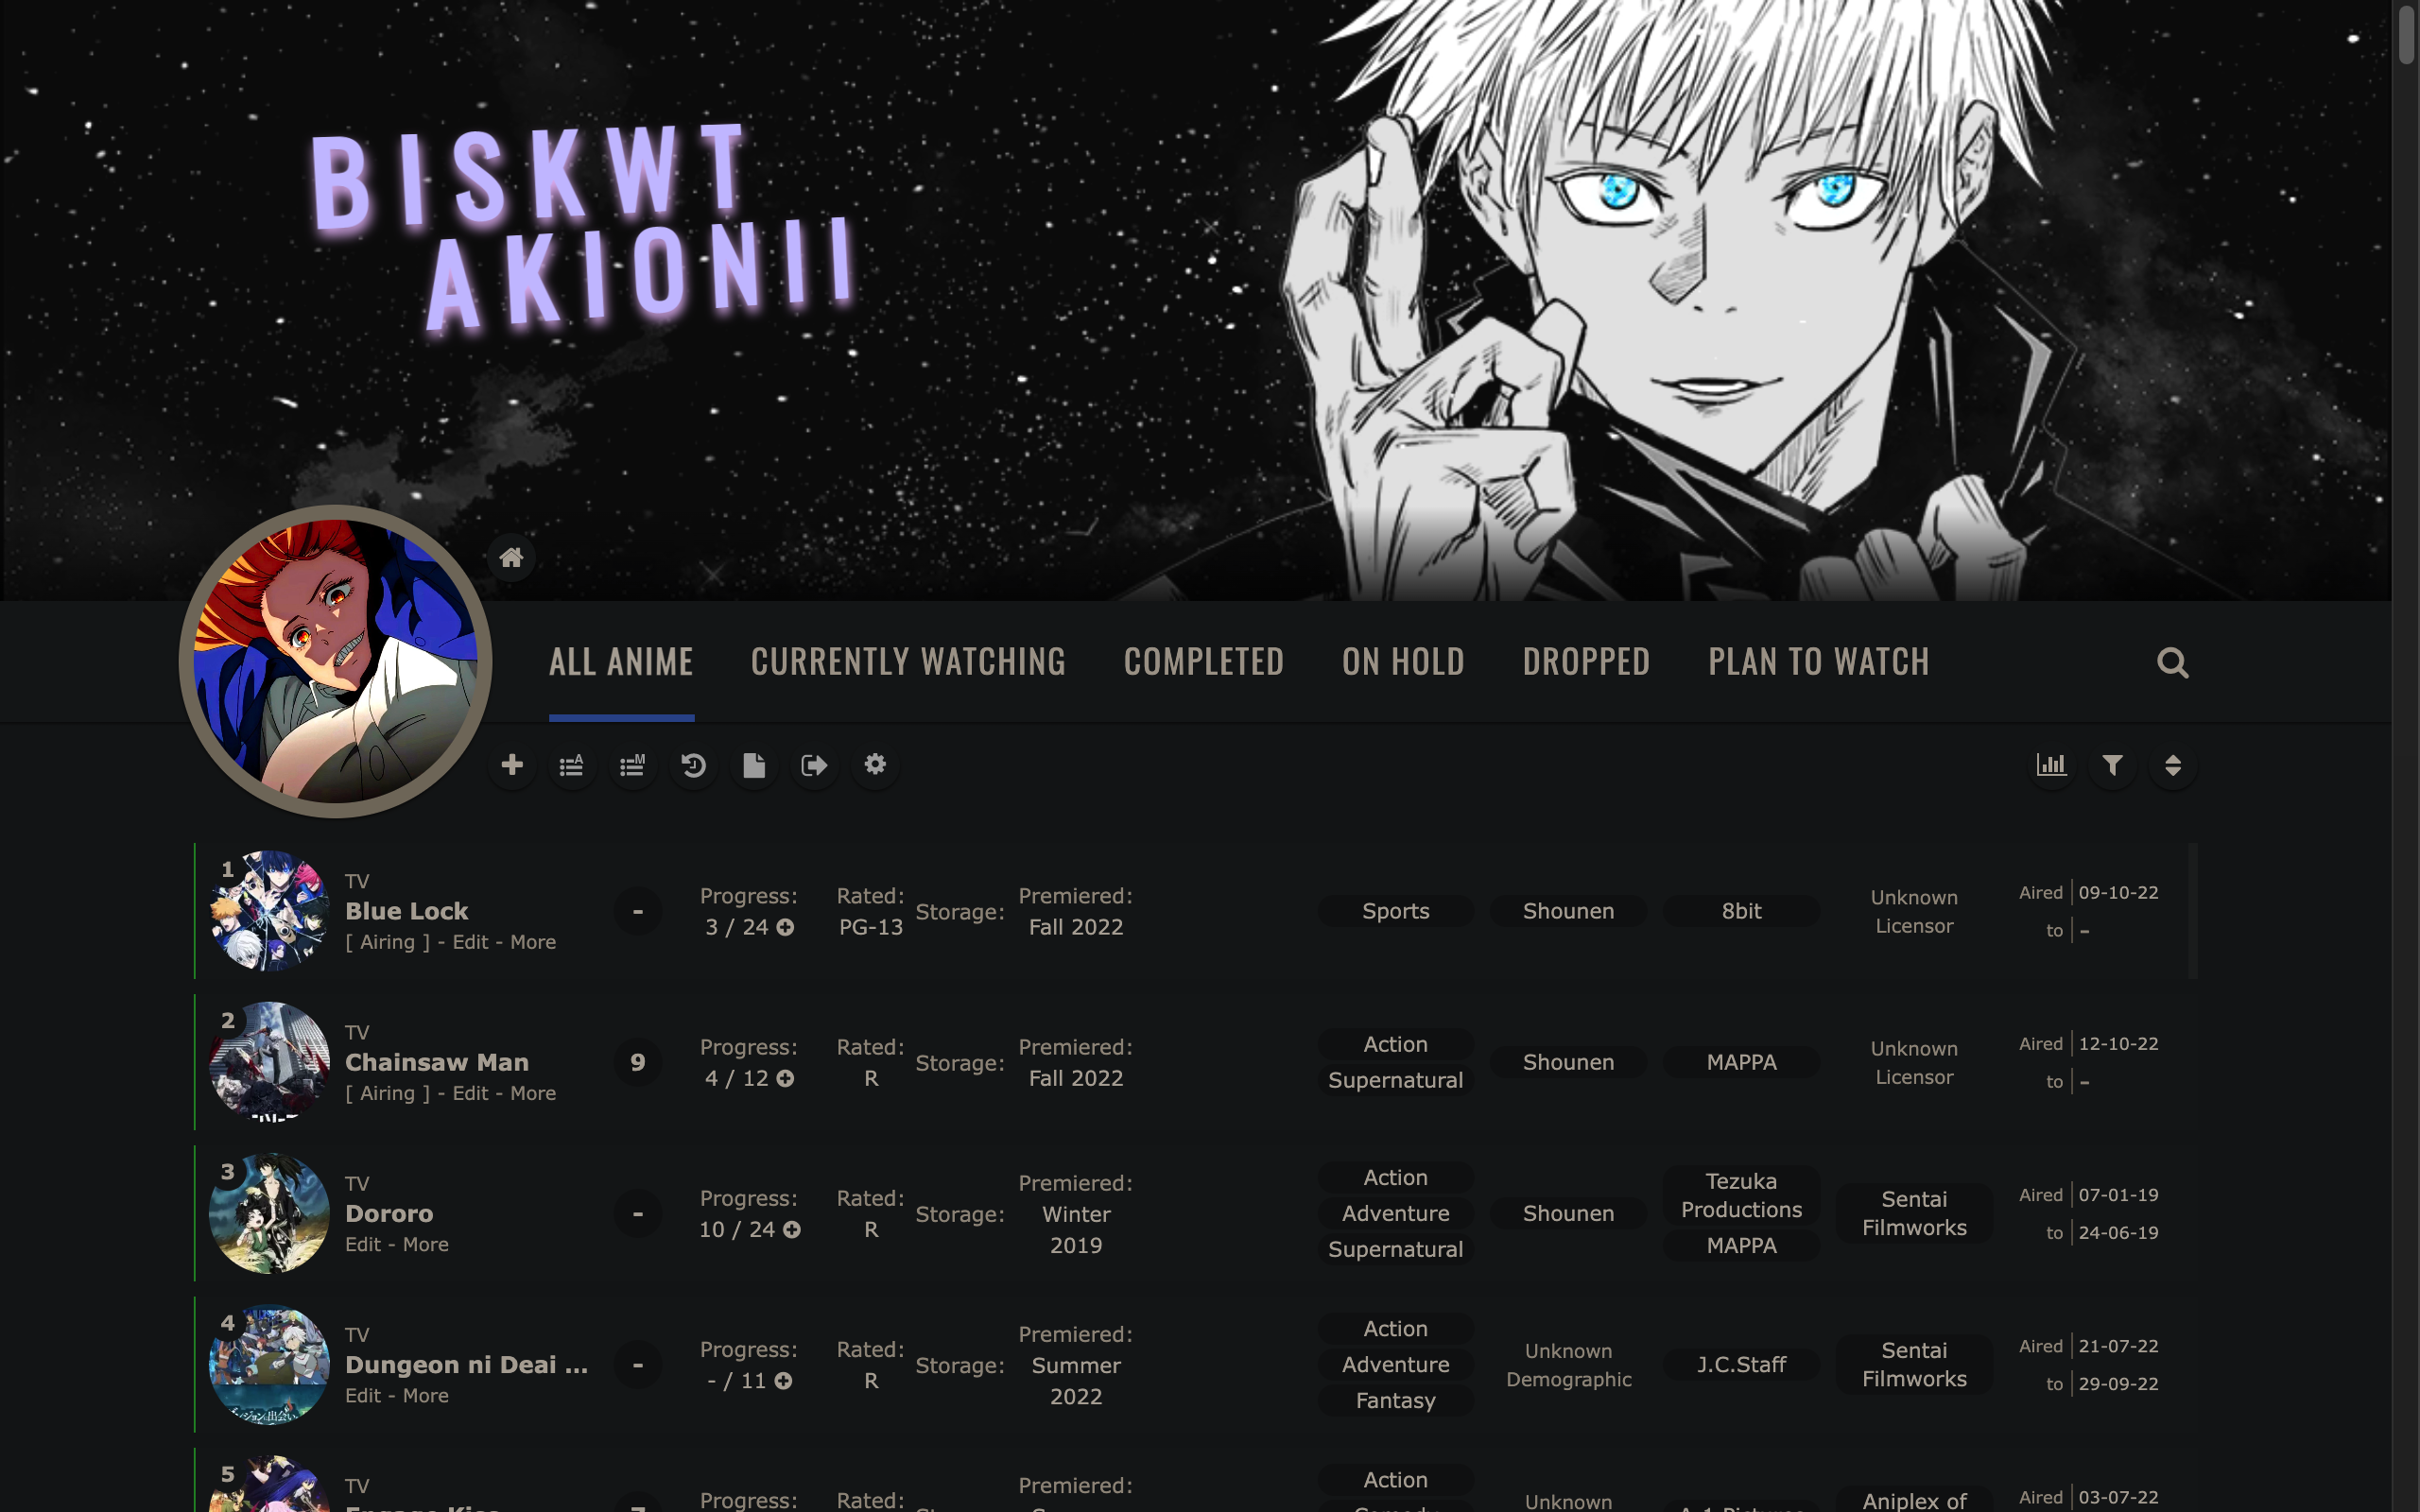 BISKWT
AKIONII
ALL ANIME
CURRENTLY WATCHING
COMPLETED
ON HOLD
DROPPED
PLAN TO WATCH
A
M
1
TV
Blue Lock
[ Airing ] - Edit - More
-
Progress:
3 / 24
Rated:
PG-13
Storage:
Premiered:
Fall 2022
Sports
Shounen
8bit
Unknown
Licensor
Aired 09-10-22
to -
2
TV
Chainsaw Man
[ Airing ] - Edit - More
9
Progress:
4 / 12
Rated:
R
Storage:
Premiered:
Fall 2022
Action
Supernatural
Shounen
MAPPA
Unknown
Licensor
Aired 12-10-22
to -
3
TV
Dororo
Edit - More
-
Progress:
10 / 24
Rated:
R
Storage:
Premiered:
Winter
2019
Action
Adventure
Supernatural
Shounen
Tezuka
Productions
MAPPA
Sentai
Filmworks
Aired 07-01-19
to 24-06-19
4
TV
Dungeon ni Deai ...
Edit - More
-
Progress:
- / 11
Rated:
R
Storage:
Premiered:
Summer
2022
Action
Adventure
Fantasy
Unknown
Demographic
J.C.Staff
Sentai
Filmworks
Aired 21-07-22
to 29-09-22
5
TV
Engage Kiss
7
Progress:
Rated:
Premiered:
Action
Comedy
Unknown
A-1 Pictures
Aniplex of
Aired 03-07-22